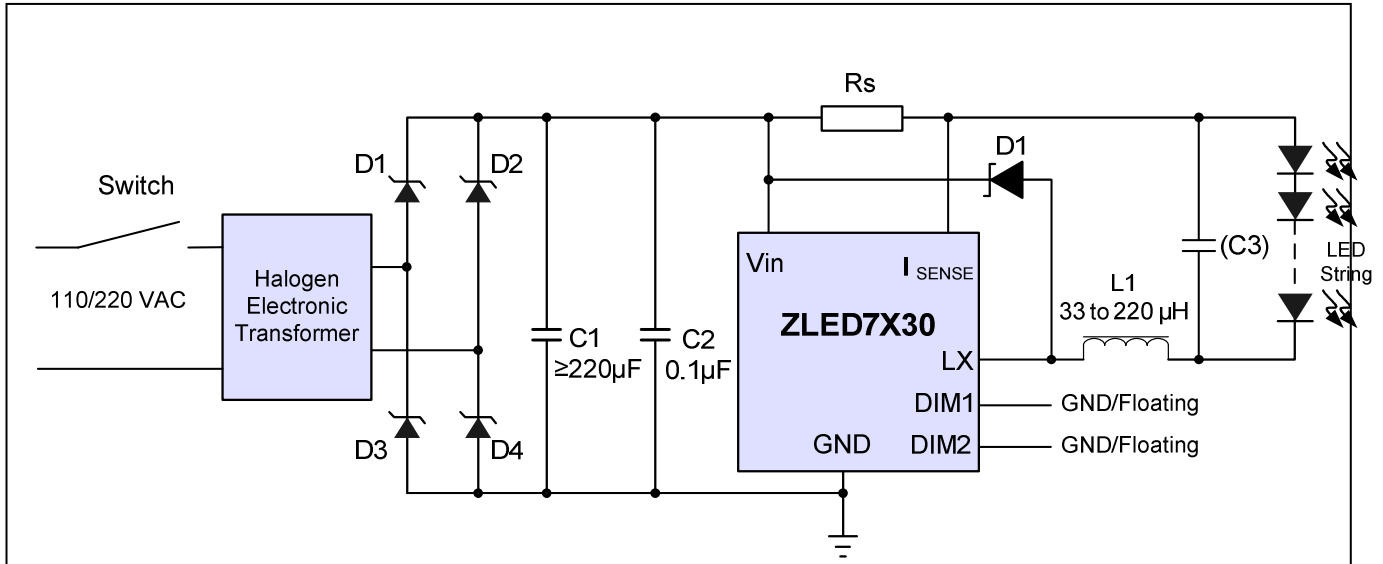 Rs
D1
D2
D1
Switch
Halogen
Electronic
Transformer
110/220 VAC
Vin
I SENSE
ZLED7X30
LX
DIM1
DIM2
GND
(C3)
LED
String
L1
33 to 220 µH
C1
≥220µF
C2
0.1µF
GND/Floating
GND/Floating
D3
D4